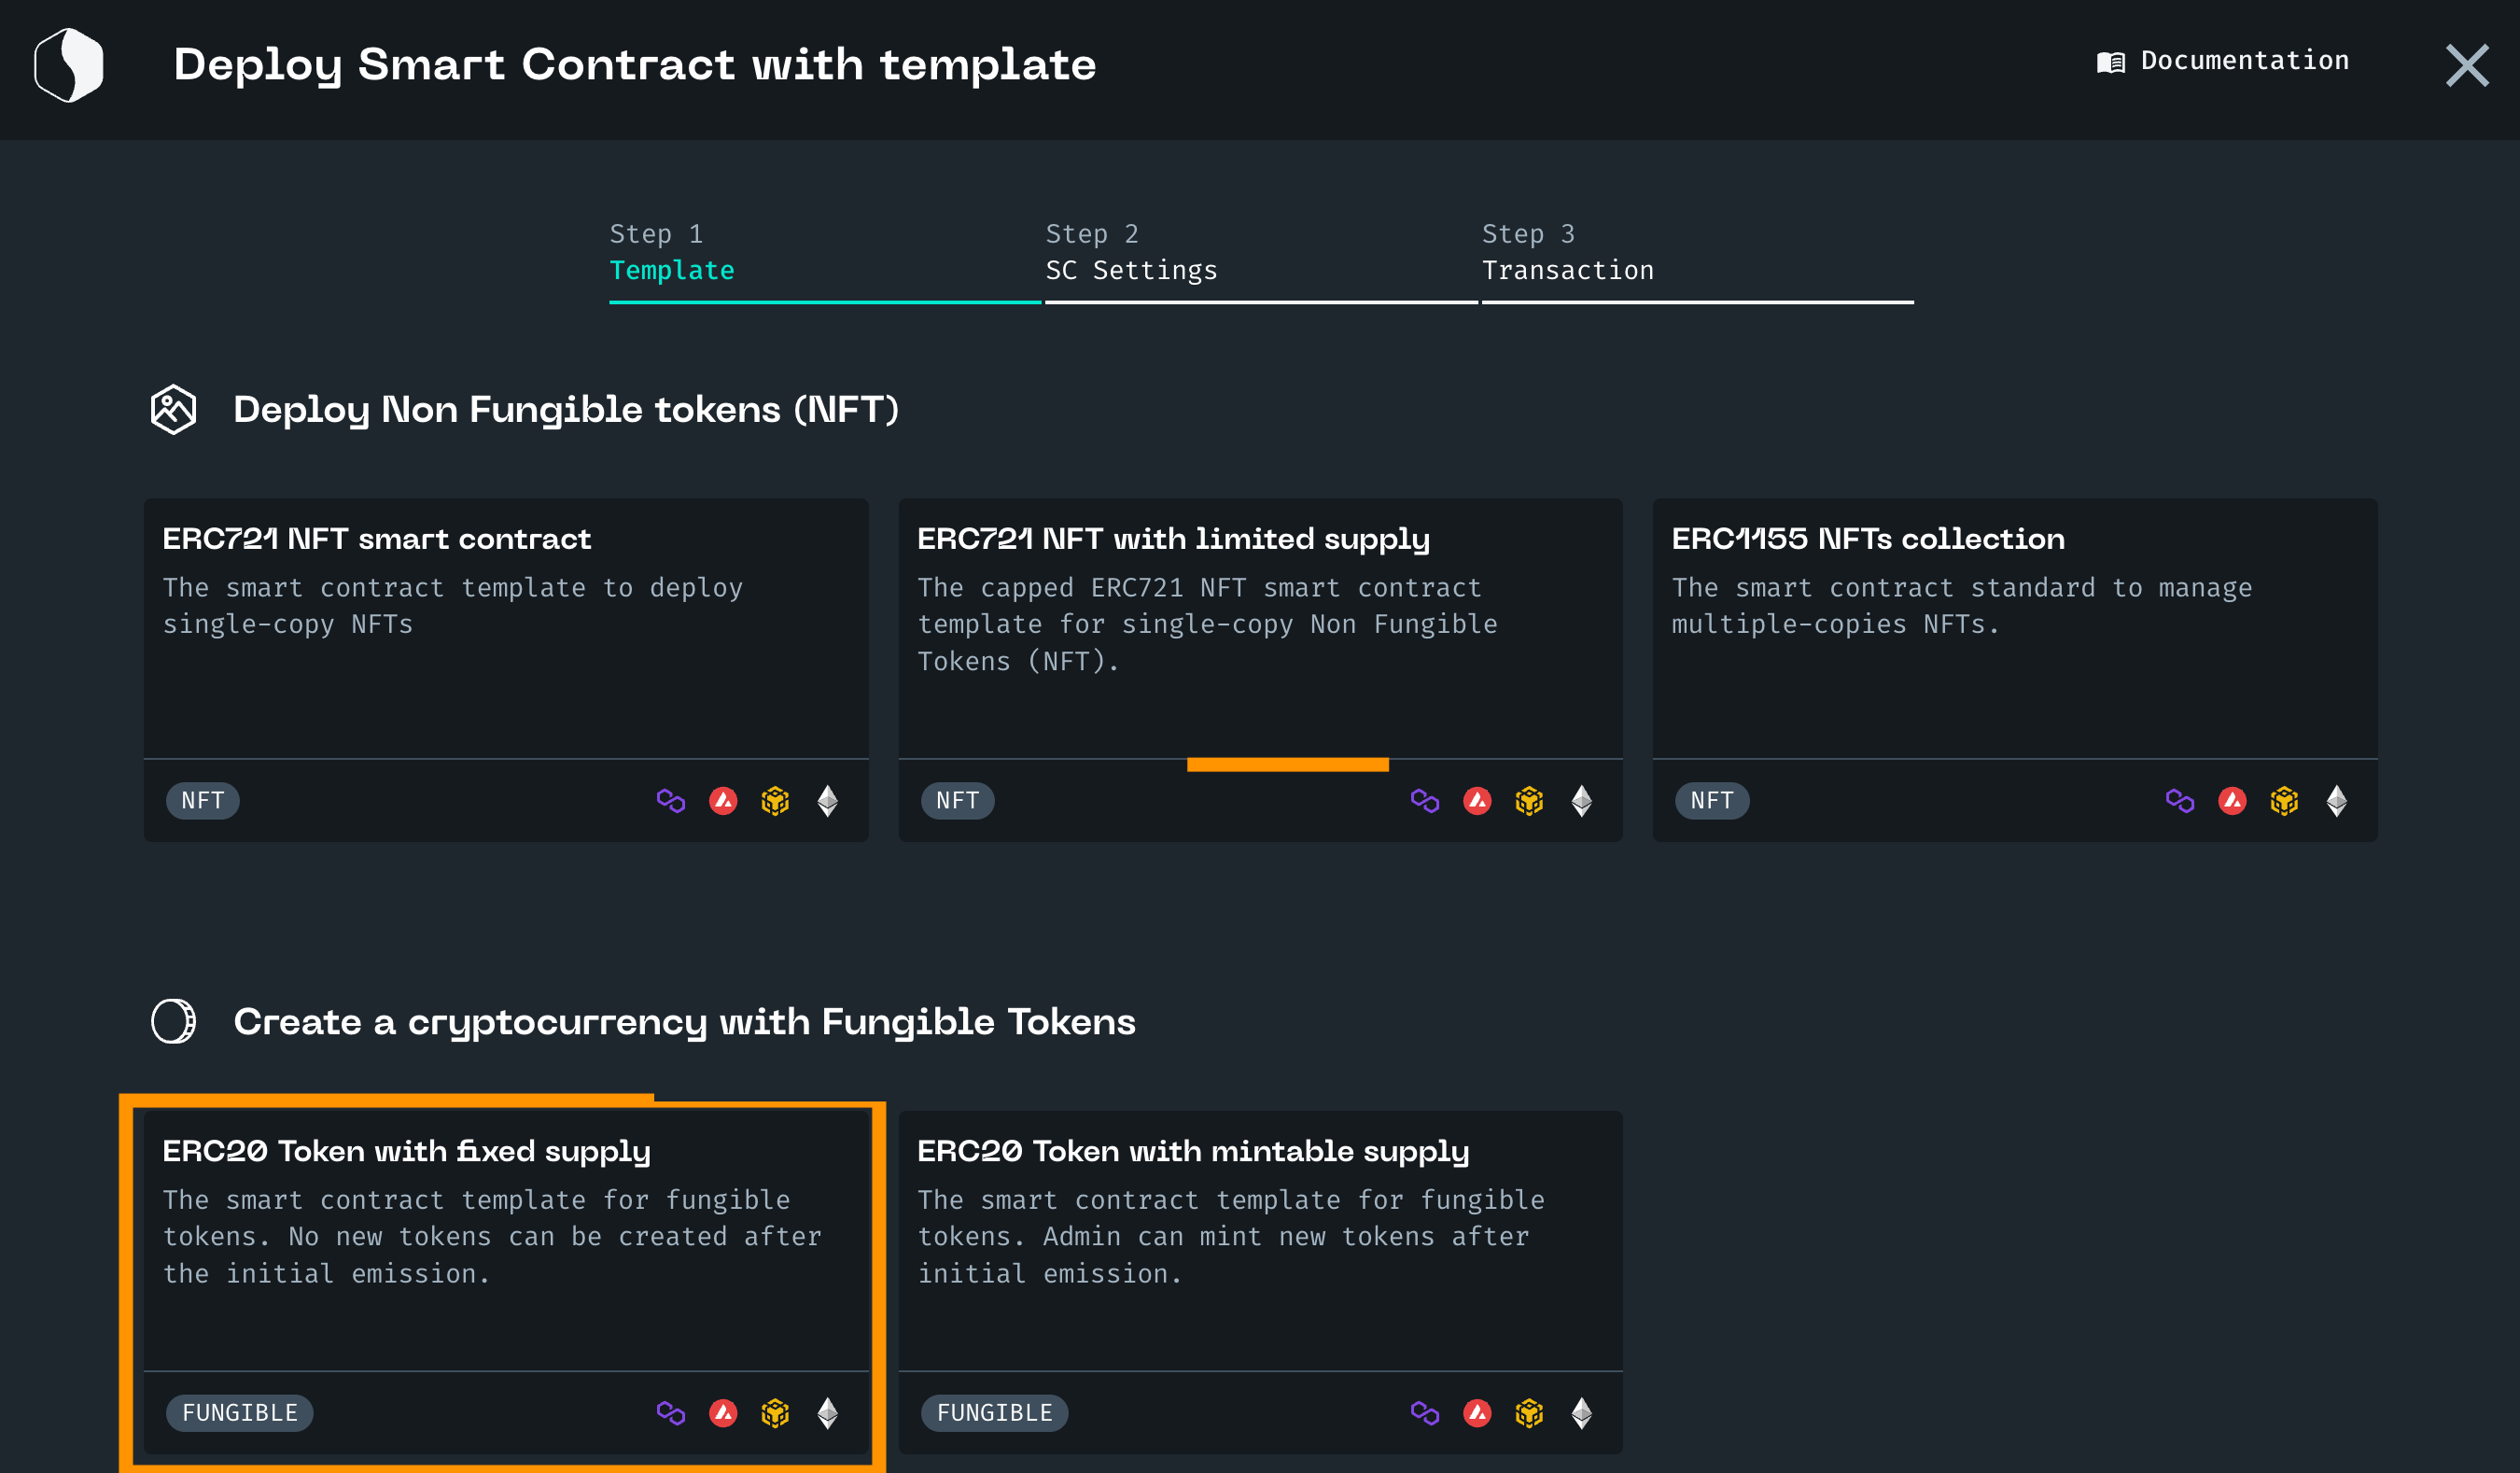 Deploy Smart Contract with template
Documentation
Step 1
Template
Step 2
SC Settings
Step 3
Transaction
Deploy Non Fungible tokens (NFT)
ERC721 NFT smart contract
The smart contract template to deploy
single-copy NFTs
NFT
ERC721 NFT with limited supply
The capped ERC721 NFT smart contract
template for single-copy Non Fungible
Tokens (NFT).
NFT
ERC1155 NFTs collection
The smart contract standard to manage
multiple-copies NFTs.
NFT
Create a cryptocurrency with Fungible Tokens
ERC20 Token with fixed supply
The smart contract template for fungible
tokens. No new tokens can be created after
the initial emission.
FUNGIBLE
ERC20 Token with mintable supply
The smart contract template for fungible
tokens. Admin can mint new tokens after
initial emission.
FUNGIBLE